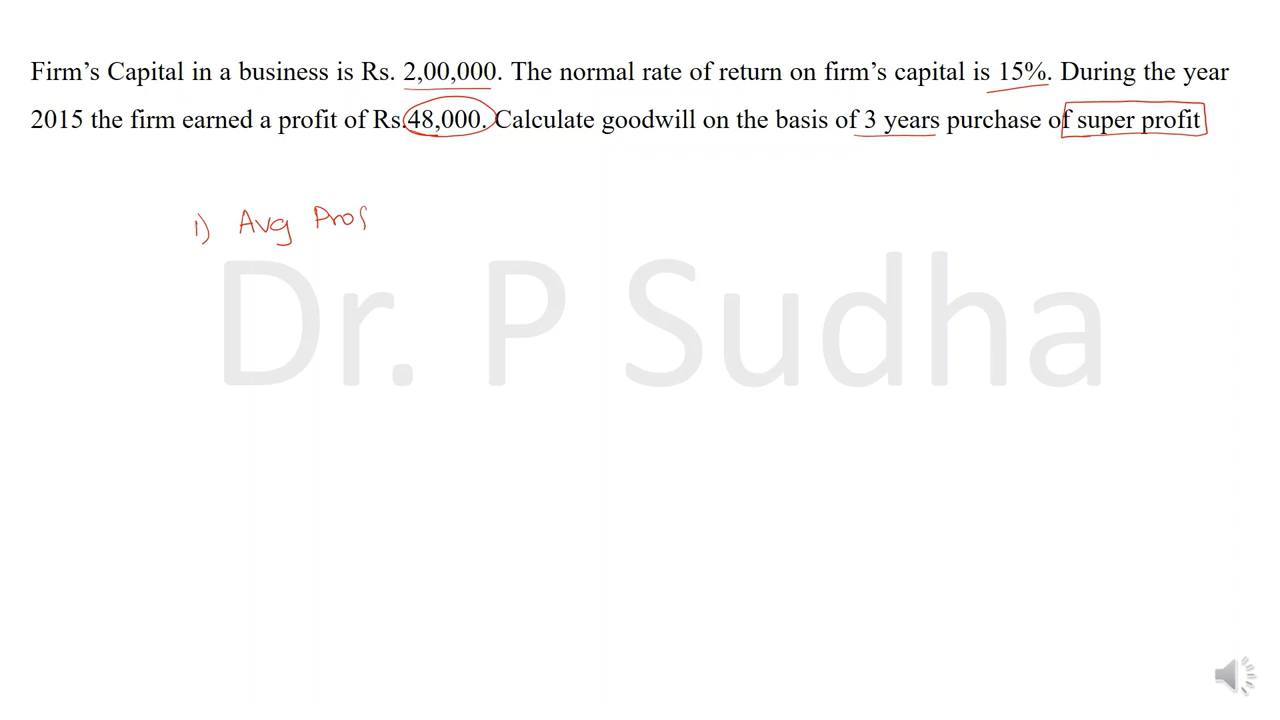 Firm’s Capital in a business is Rs. 2,00,000. The normal rate of return on firm’s capital is 15%. During the year
2015 the firm earned a profit of Rs.48,000. Calculate goodwill on the basis of 3 years purchase of super profit
1) Avg Prof
Dr. P Sudha